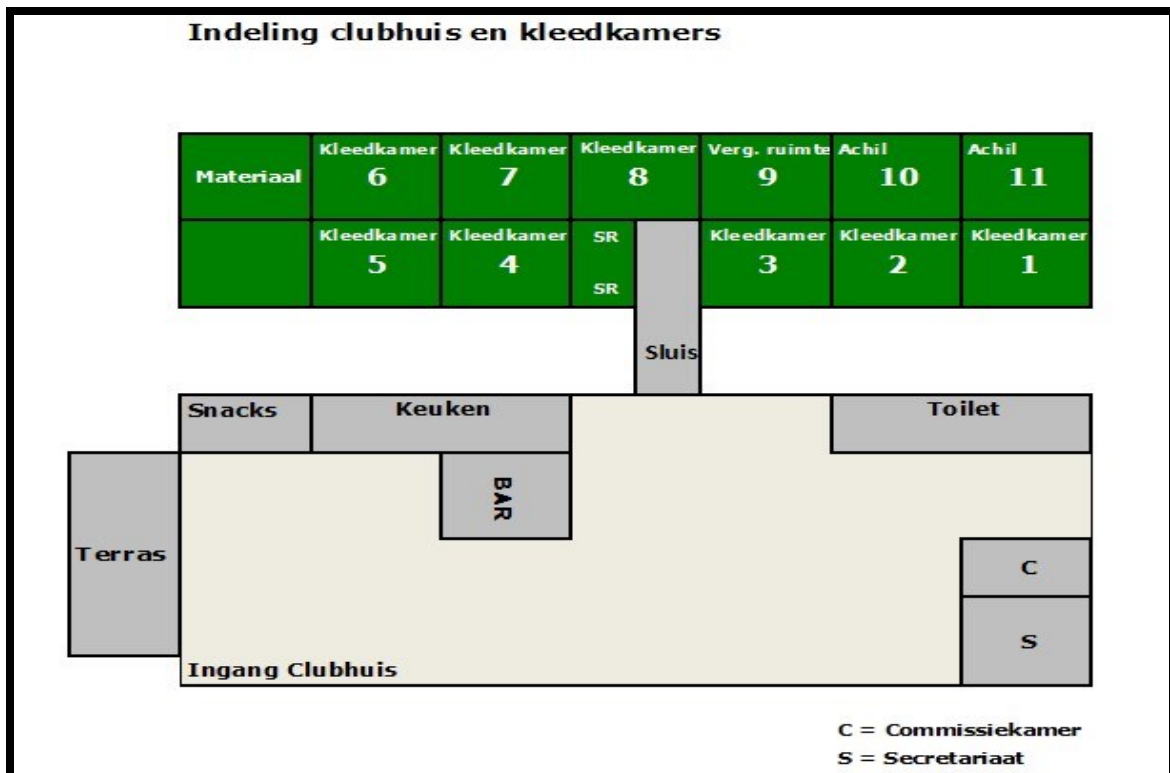 Indeling clubhuis en kleedkamers
Kleedkamer Kleedkamer Kleedkamer Verg. ruimte Achil Achil
Materiaal 6 7 8 9 10 11
Kleedkamer Kleedkamer SR Kleedkamer Kleedkamer Kleedkamer
5 4 3 2 1
SR
Sluis
Snacks Keuken Toilet
BAR
Terras
C
S
Ingang Clubhuis
C = Commissiekamer
S = Secretariaat